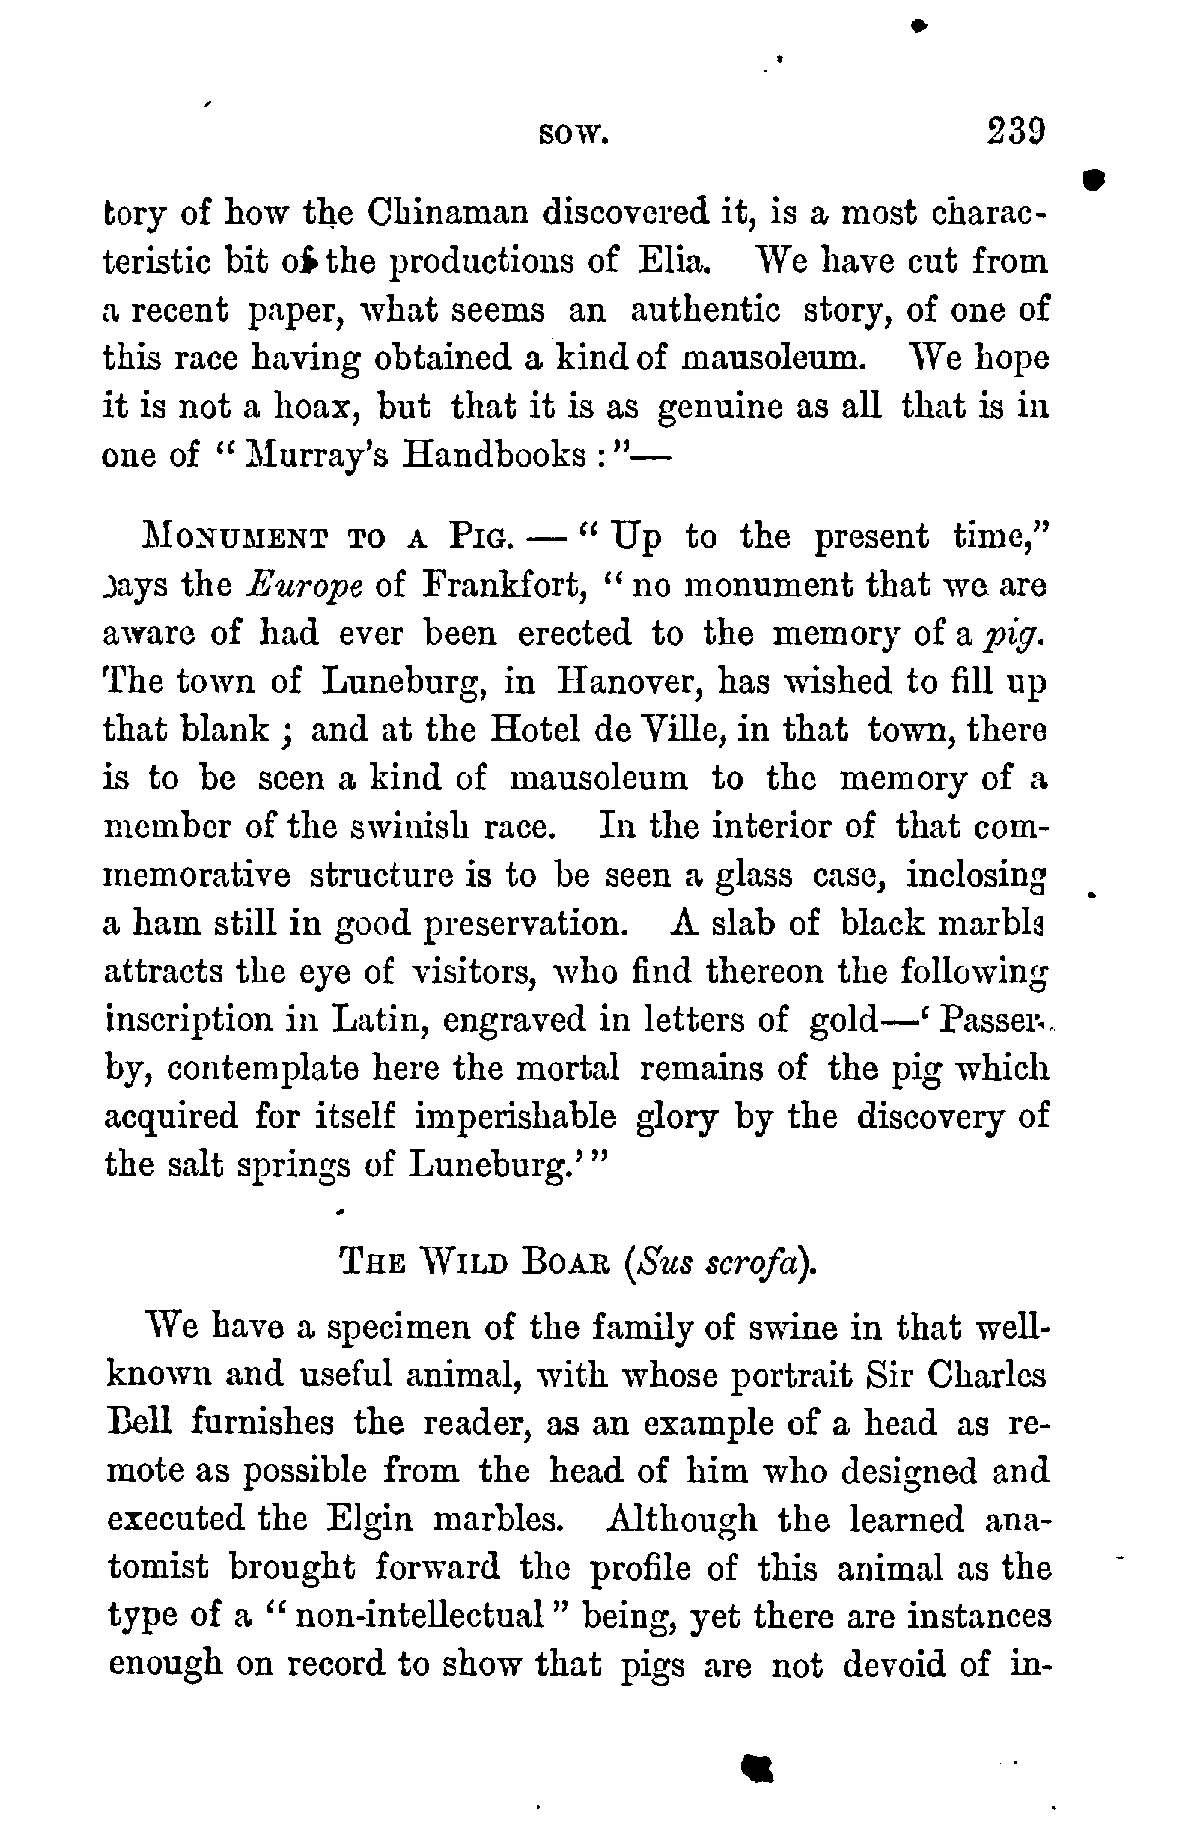 SOW. 239
tory of how the Chinaman discovered it, is a most charac-
teristic bit of the productions of Elia. We have cut from
a recent paper, what seems an authentic story, of one of
this race having obtained a kind of mausoleum. We hope
it is not a hoax, but that it is as genuine as all that is in
one of “ Murray’s Handbooks : ”—
MONUMENT TO A PIG. — “ Up to the present time,”
says the Europe of Frankfort, “ no monument that we are
aware of had ever been erected to the memory of a pig.
The town of Luneburg, in Hanover, has wished to fill up
that blank ; and at the Hotel de Ville, in that town, there
is to be seen a kind of mausoleum to the memory of a
member of the swinish race. In the interior of that com-
memorative structure is to be seen a glass case, inclosing
a ham still in good preservation. A slab of black marble
attracts the eye of visitors, who find thereon the following
inscription in Latin, engraved in letters of gold—‘ Passer-
by, contemplate here the mortal remains of the pig which
acquired for itself imperishable glory by the discovery of
the salt springs of Luneburg.’ ”
THE WILD BOAR (Sus scrofa).
We have a specimen of the family of swine in that well-
known and useful animal, with whose portrait Sir Charles
Bell furnishes the reader, as an example of a head as re-
mote as possible from the head of him who designed and
executed the Elgin marbles. Although the learned ana-
tomist brought forward the profile of this animal as the
type of a “ non-intellectual ” being, yet there are instances
enough on record to show that pigs are not devoid of in-